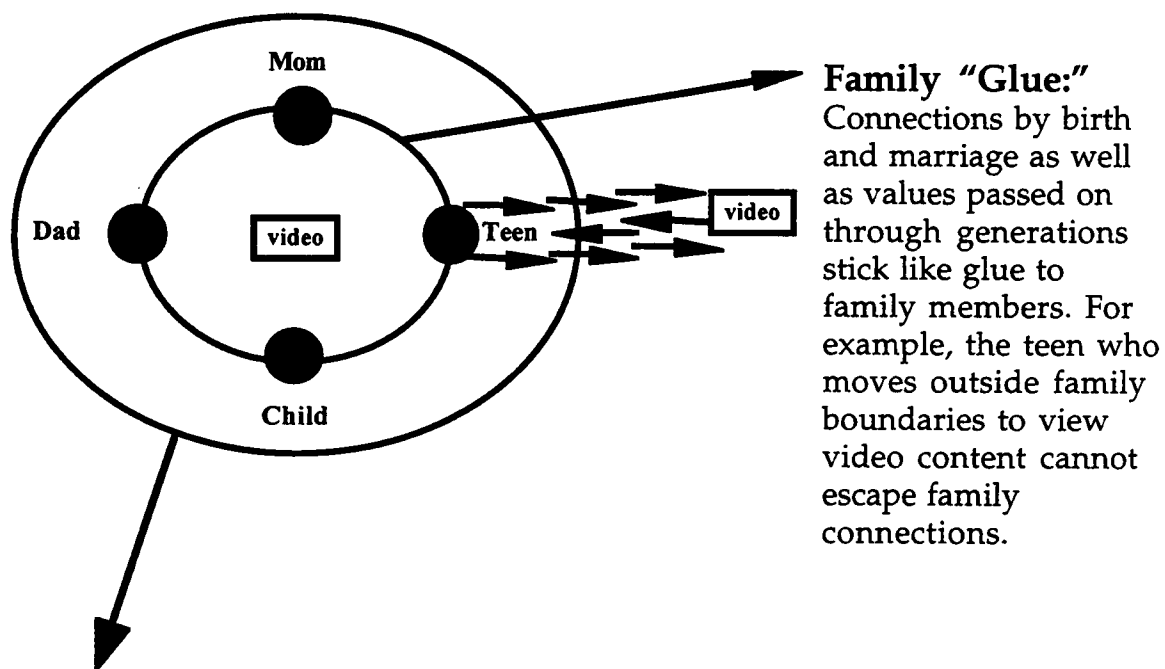 Mom
Dad
video
Teen
video
Child
Family “Glue:”
Connections by birth
and marriage as well
as values passed on
through generations
stick like glue to
family members. For
example, the teen who
moves outside family
boundaries to view
video content cannot
escape family
connections.